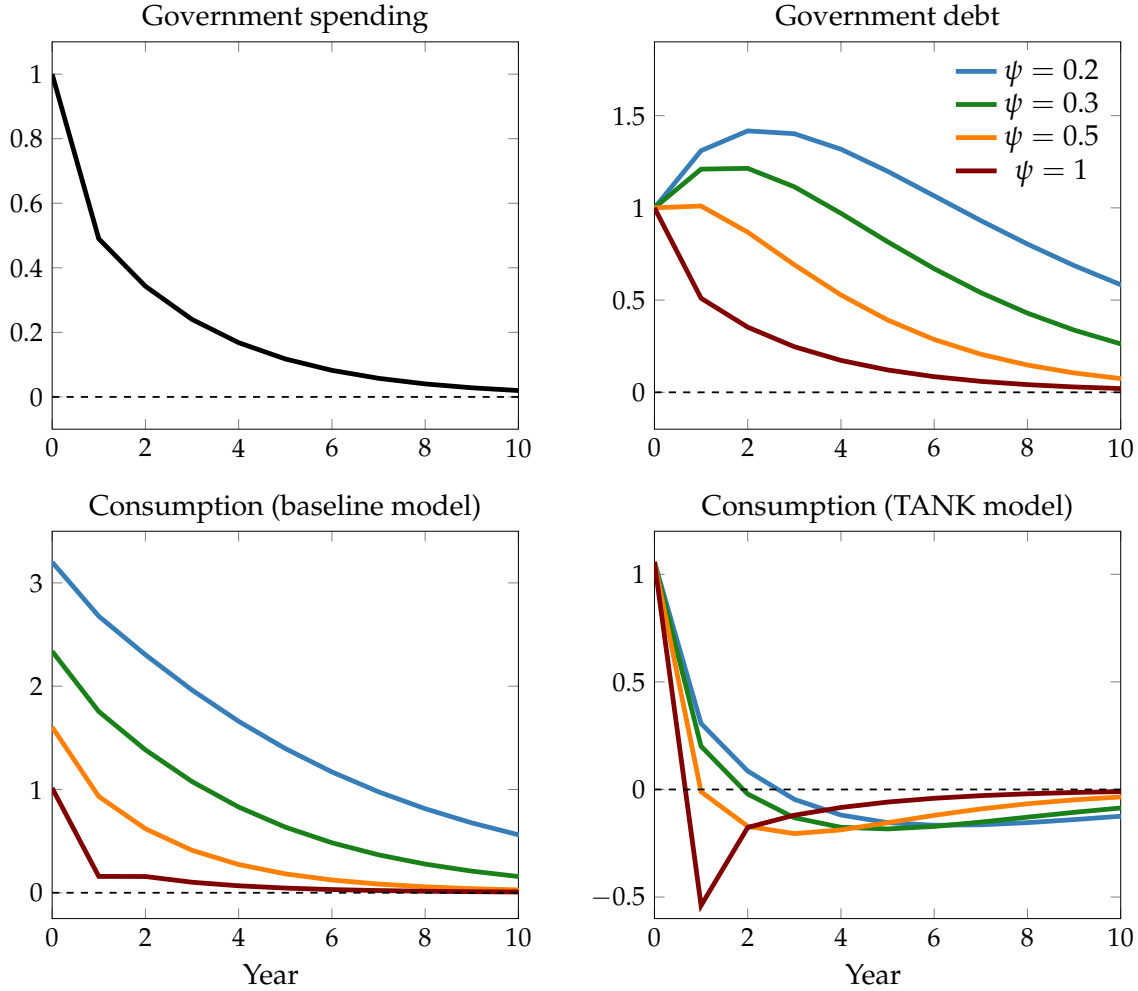 Government spending
1
0.8
0.6
0.4
0.2
0
0 2 4 6 8 10
Government debt
ψ = 0.2
ψ = 0.3
ψ = 0.5
ψ = 1
1.5
1
0.5
0
0 2 4 6 8 10
Consumption (baseline model)
3
2
1
0
0 2 4 6 8 10
Year
Consumption (TANK model)
1
0.5
0
−0.5
0 2 4 6 8 10
Year